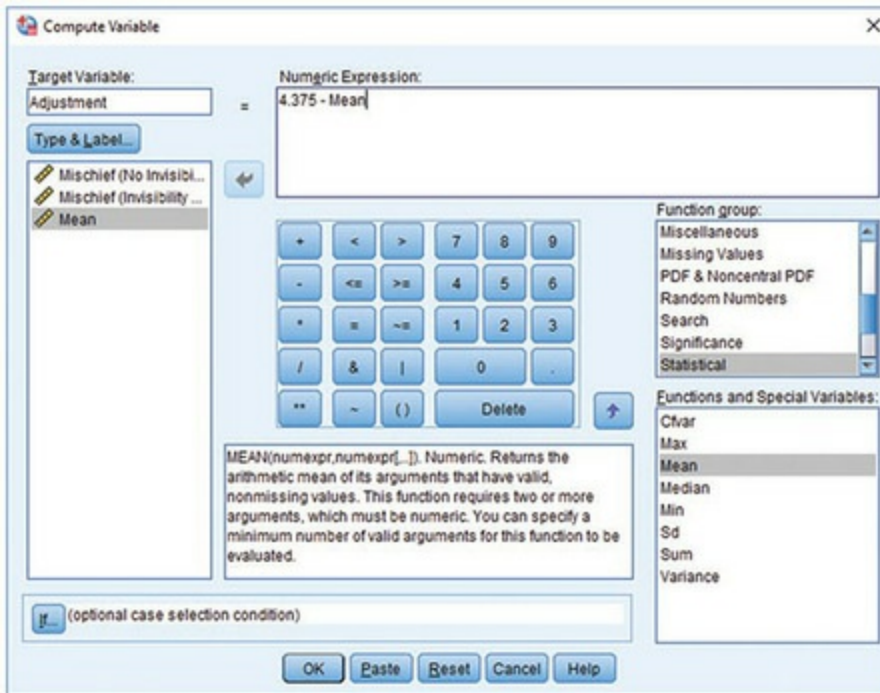 Compute Variable
Target Variable:
Adjustment
=
Numeric Expression:
4.375 - Mean
Type & Label...
Mischief (No Invisibi...
Mischief (Invisibility ...
Mean
+ < > 7 8 9
- <= >= 4 5 6
* = ~= 1 2 3
/ & | 0 .
** ~ ( ) Delete
Function group:
Miscellaneous
Missing Values
PDF & Noncentral PDF
Random Numbers
Search
Significance
Statistical
Functions and Special Variables:
Cfvar
Max
Mean
Median
Min
Sd
Sum
Variance
MEAN(numexpr,numexpr[,..]). Numeric. Returns the
arithmetic mean of its arguments that have valid,
nonmissing values. This function requires two or more
arguments, which must be numeric. You can specify a
minimum number of valid arguments for this function to be
evaluated.
If... (optional case selection condition)
OK Paste Reset Cancel Help